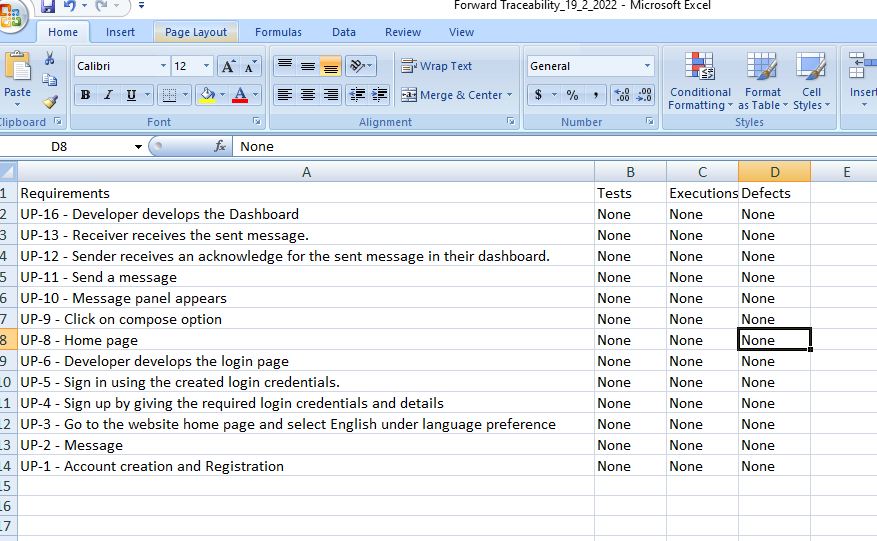 Forward Traceability_19_2_2022 - Microsoft Excel
Home Insert Page Layout Formulas Data Review View
Calibri 12 A A Wrap Text General Conditional Formatting Format as Table Cell Styles Insert
Paste B I U A Merge & Center $ % , .00 .00
Clipboard Font Alignment Number Styles
D8 fx None
A B C D E
1 Requirements Tests Executions Defects
2 UP-16 - Developer develops the Dashboard None None None
3 UP-13 - Receiver receives the sent message. None None None
4 UP-12 - Sender receives an acknowledge for the sent message in their dashboard. None None None
5 UP-11 - Send a message None None None
6 UP-10 - Message panel appears None None None
7 UP-9 - Click on compose option None None None
8 UP-8 - Home page None None None
9 UP-6 - Developer develops the login page None None None
10 UP-5 - Sign in using the created login credentials. None None None
11 UP-4 - Sign up by giving the required login credentials and details None None None
12 UP-3 - Go to the website home page and select English under language preference None None None
13 UP-2 - Message None None None
14 UP-1 - Account creation and Registration None None None
15
16
17